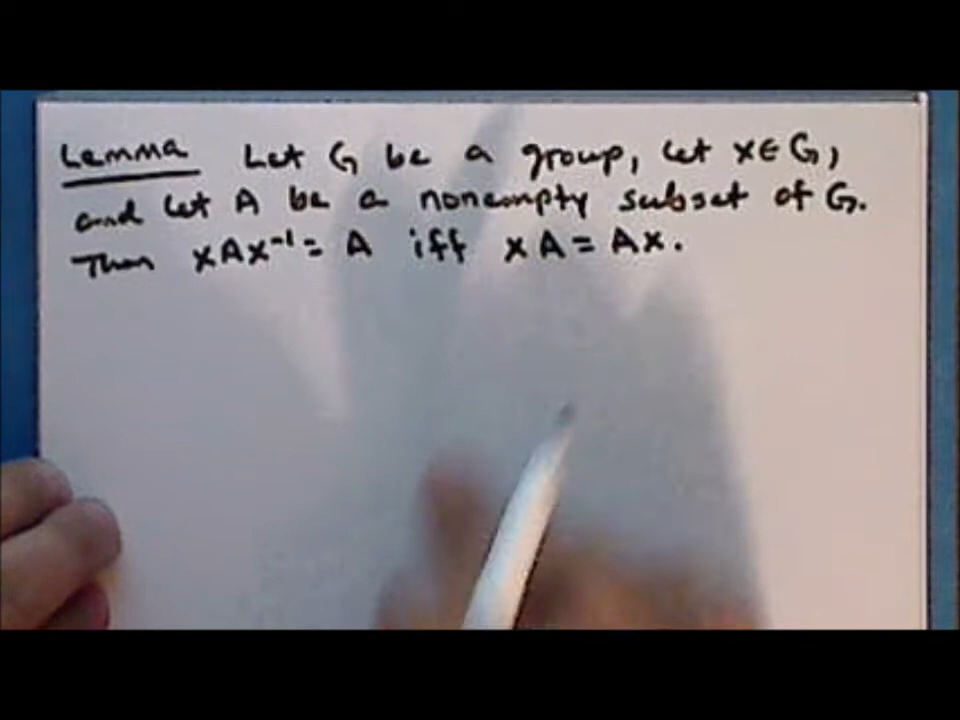 Lemma Let G be a group, let x∈G,
and let A be a nonempty subset of G.
Then xAx⁻¹ = A iff xA = Ax.